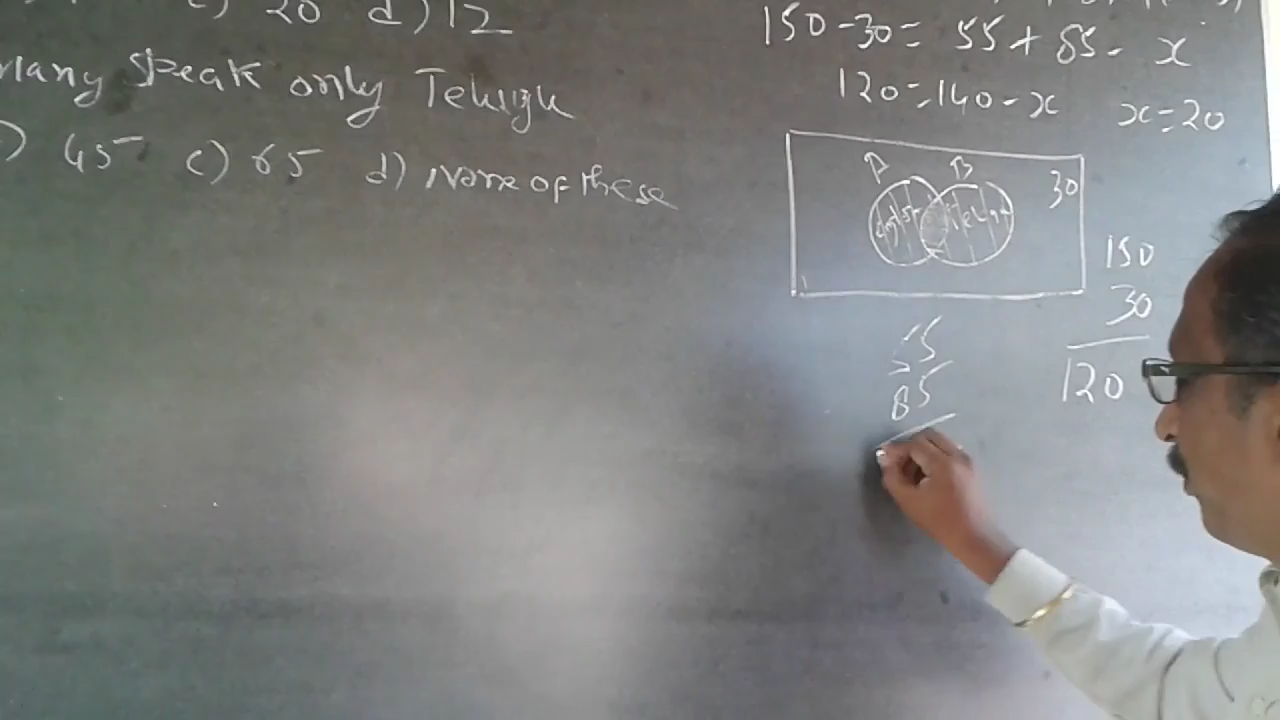 c) 20 d) 12
many speak only Telugu
) 45 c) 65 d) None of these
150 - 30 = 55 + 85 - x
120 = 140 - x x = 20
A B
30
150
30
120
55
85